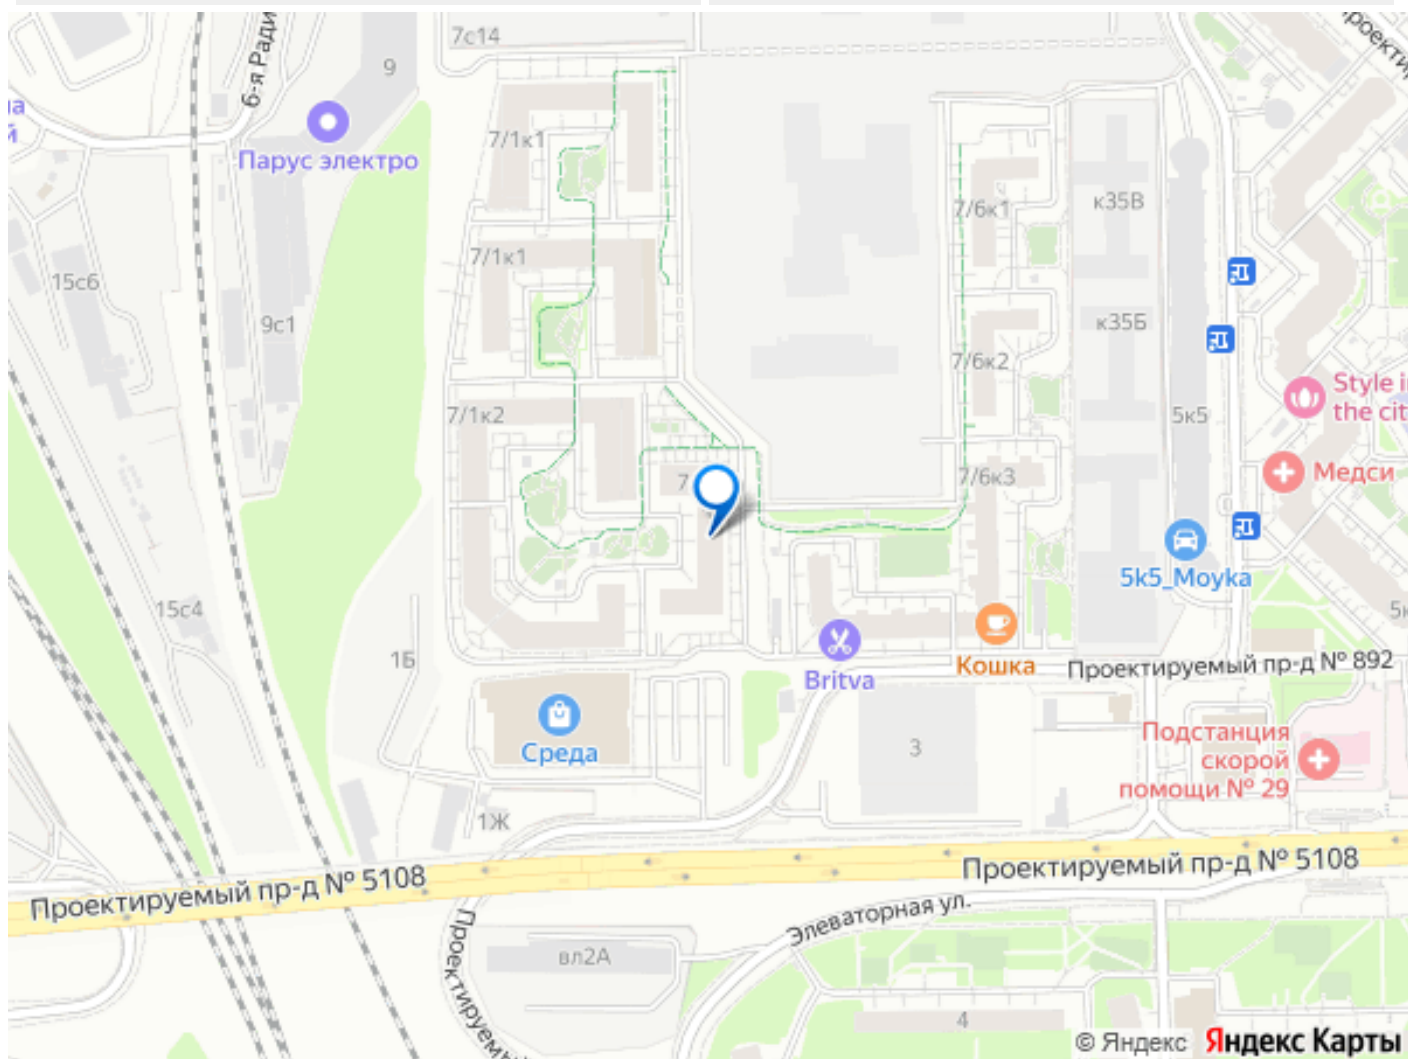 7с14
9
6-я Ради
Проекти
Парус электро
7/1к1
к35В
7/6к1
7/1к1
15с6
9с1
к35Б
7/6к2
Style i
the cit
7/1к2
5к5
7
7/6к3
Медси
5k5_Moyka
15с4
1Б
Britva
Кошка
Проектируемый пр-д № 892
Среда
3
Подстанция
скорой
помощи № 29
1Ж
Проектируемый пр-д № 5108
Проектируемый пр-д № 5108
Элеваторная ул.
Проектируемый
вл2А
4
© Яндекс Яндекс Карты